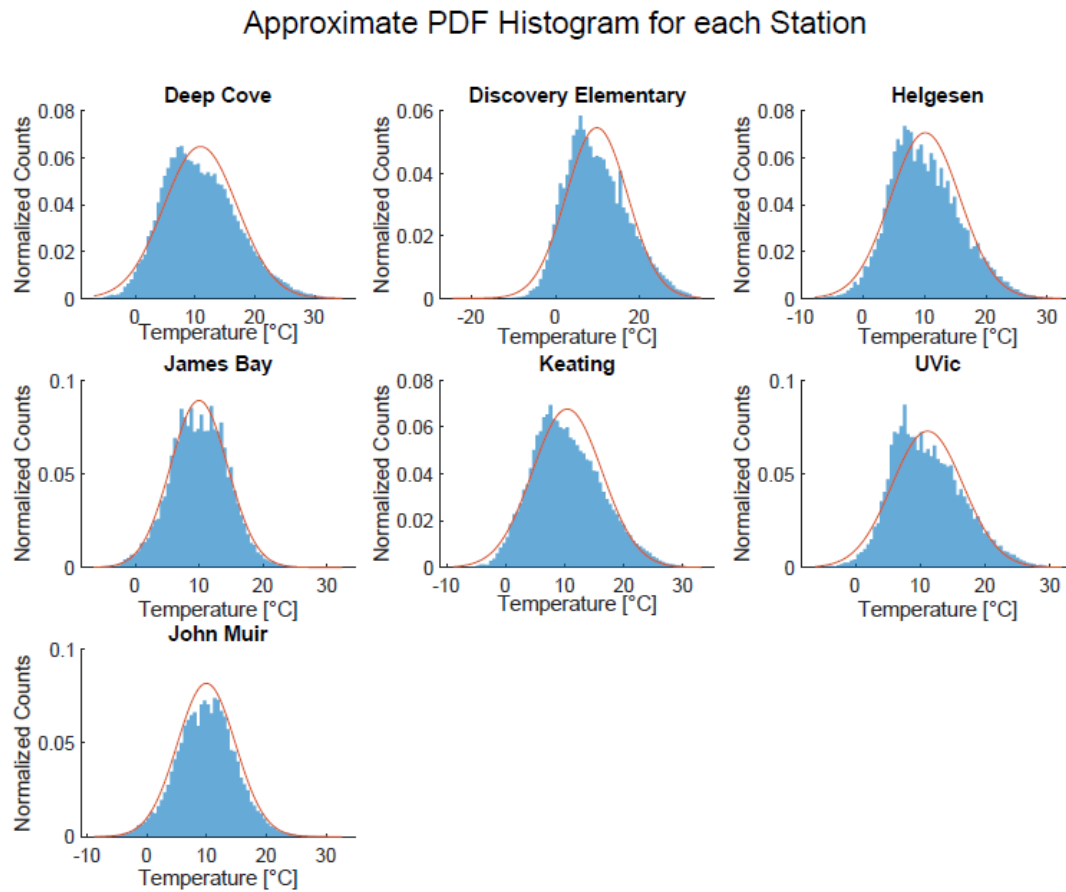 Approximate PDF Histogram for each Station
Deep Cove
Normalized Counts
0.08
0.06
0.04
0.02
0
0 10 20 30
Temperature [°C]
Discovery Elementary
Normalized Counts
0.06
0.04
0.02
0
-20 0 20
Temperature [°C]
Helgesen
Normalized Counts
0.08
0.06
0.04
0.02
0
-10 0 10 20 30
Temperature [°C]
James Bay
Normalized Counts
0.1
0.05
0
0 10 20 30
Temperature [°C]
Keating
Normalized Counts
0.08
0.06
0.04
0.02
0
-10 0 10 20 30
Temperature [°C]
UVic
Normalized Counts
0.1
0.05
0
0 10 20 30
Temperature [°C]
John Muir
Normalized Counts
0.1
0.05
0
-10 0 10 20 30
Temperature [°C]